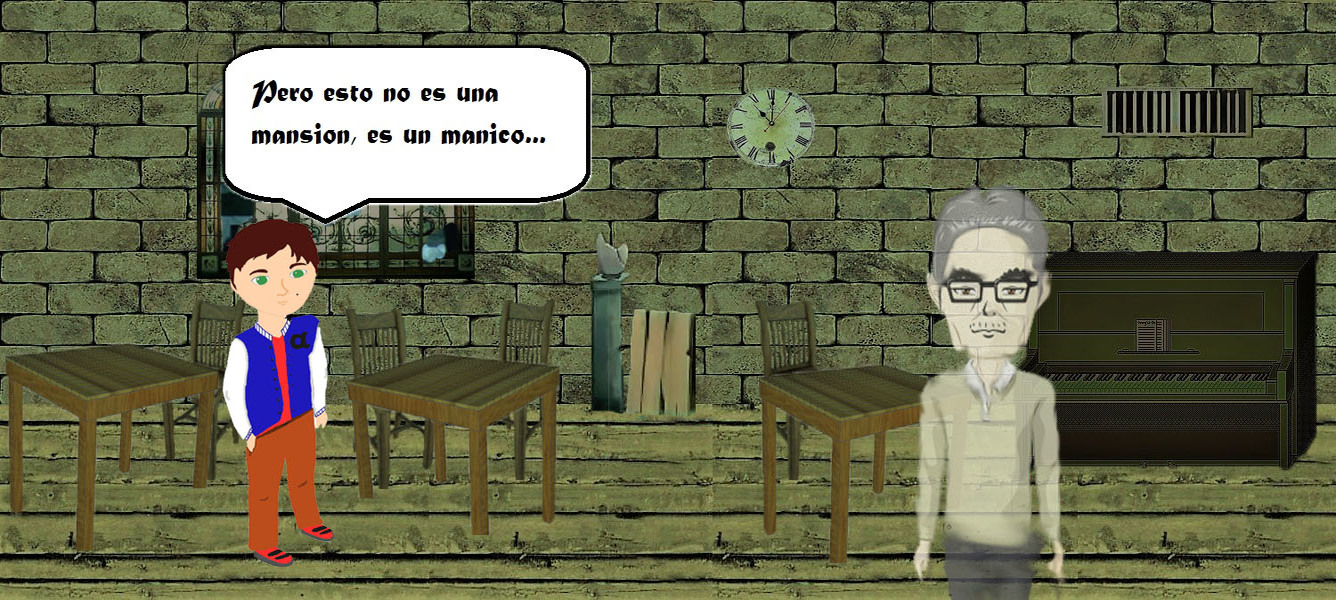 Pero esto no es una
mansion, es un manico...
α